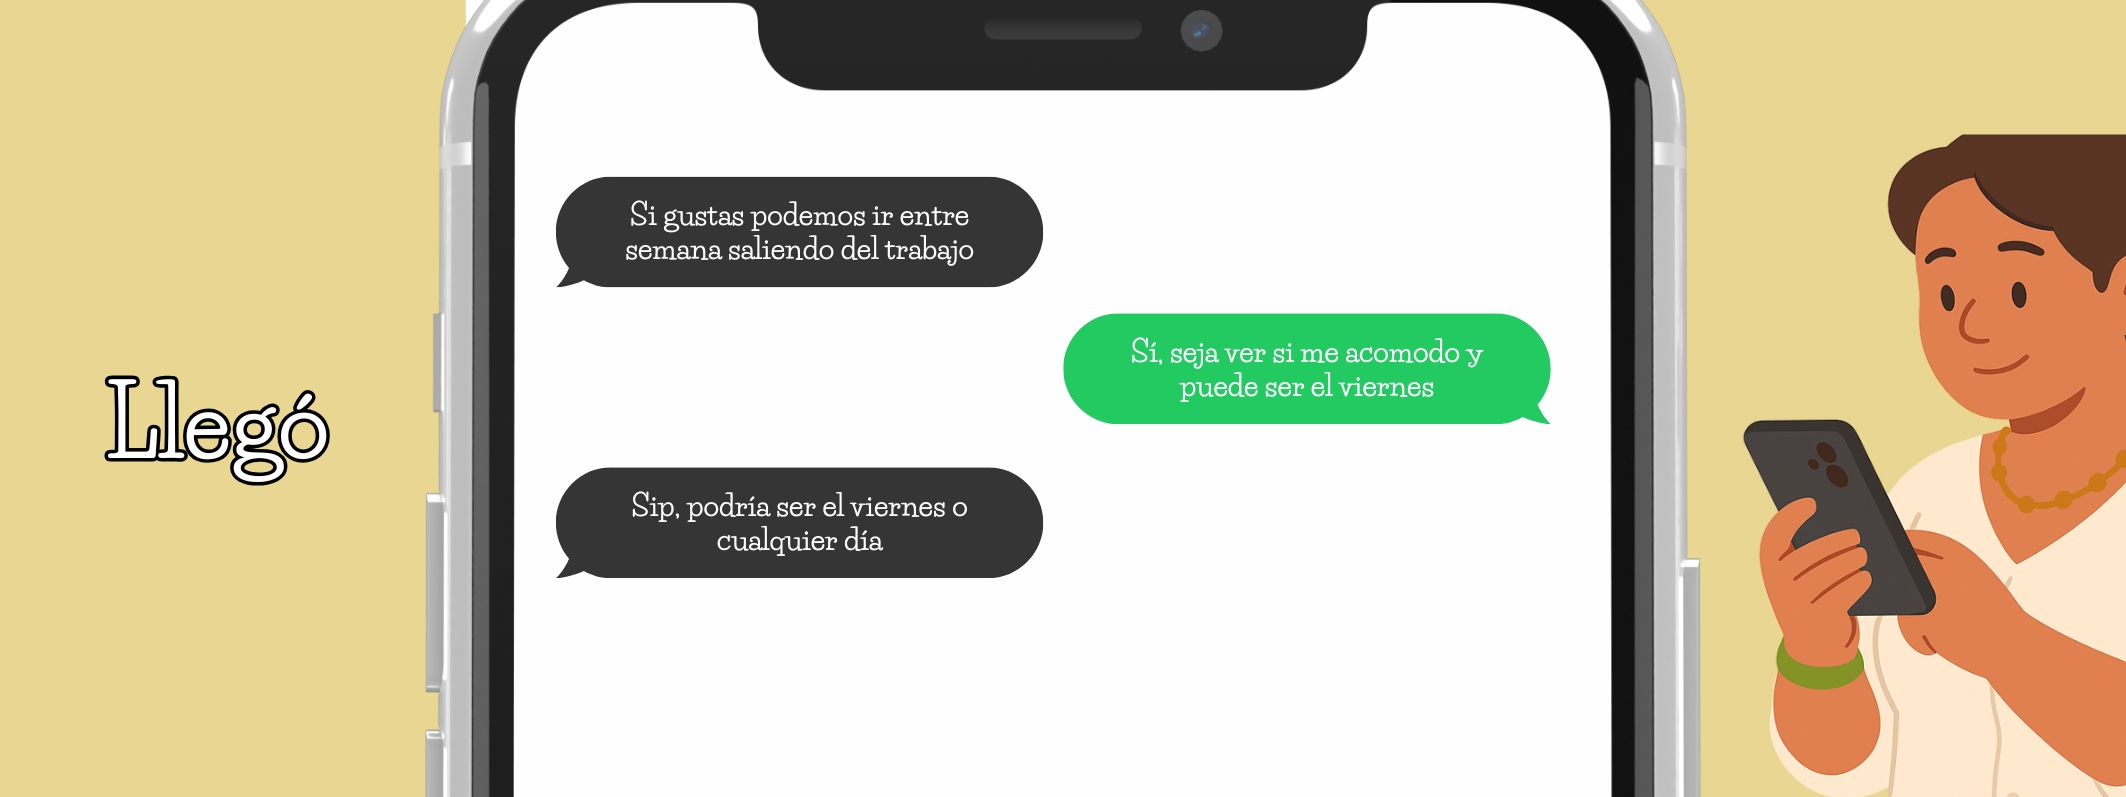 Si gustas podemos ir entre
semana saliendo del trabajo
Sí, seja ver si me acomodo y
puede ser el viernes
Llegó
Sip, podría ser el viernes o
cualquier día